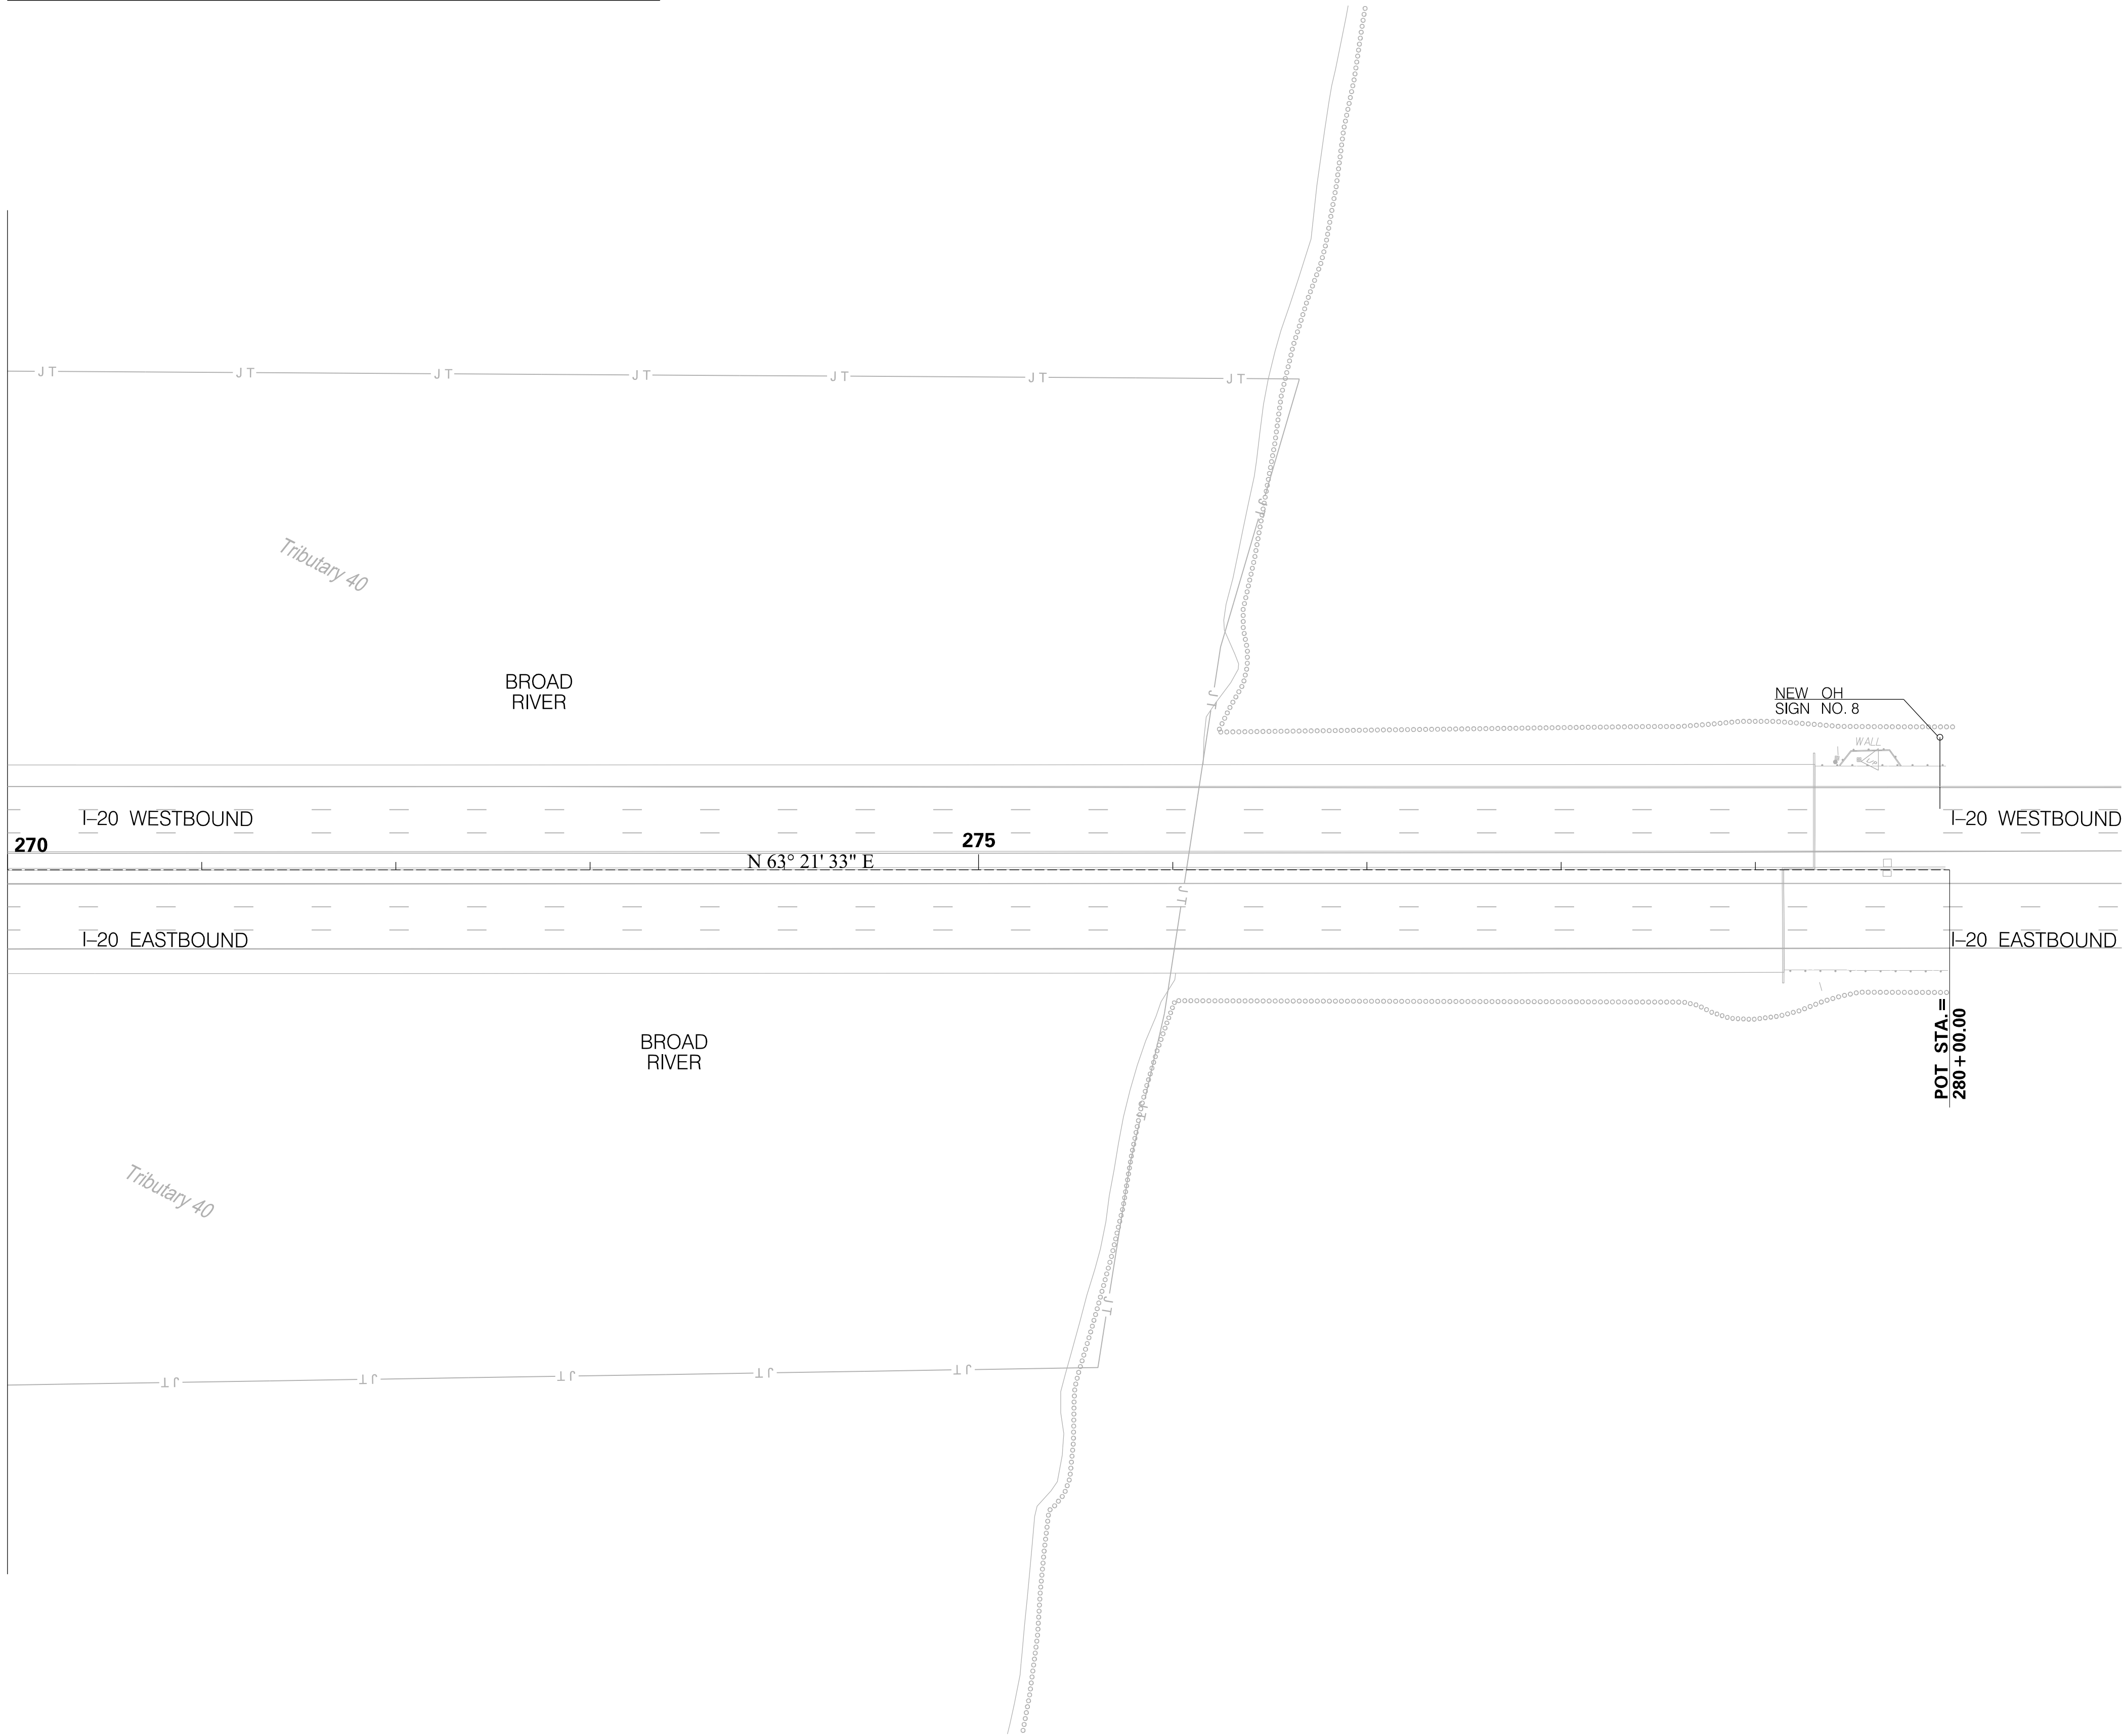 J T J T J T J T J T J T J T
J T
Tributary 40
BROAD
RIVER
J T
NEW OH
SIGN NO. 8
WALL
I-20 WESTBOUND
I-20 WESTBOUND
270
275
N 63° 21' 33" E
J T
I-20 EASTBOUND
I-20 EASTBOUND
POT STA.=
280+00.00
BROAD
RIVER
J T
Tributary 40
J T
J T J T J T J T J T